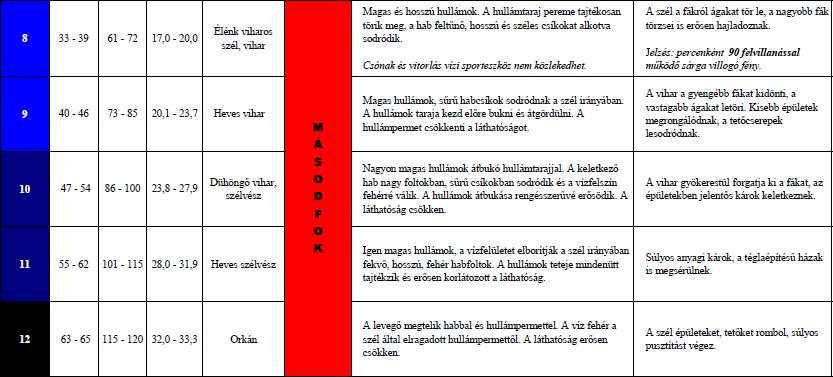 8
33 - 39
61 - 72
17,0 - 20,0
Élénk viharos
szél, vihar
Magas és hosszú hullámok. A hullámtaraj pereme tajtékosan
törik meg, a hab feltűnő, hosszú és széles csíkokat alkotva
sodródik.
Csónak és vitorlás vizi sporteszköz nem közlekedhet.
A szél a fákról ágakat tör le, a nagyobb fák
törzsei is erősen hajladoznak.
Jelzés: percenként 90 felvillanással
működő sárga villogó fény.
9
40 - 46
73 - 85
20,1 - 23,7
Heves vihar
Magas hullámok, sűrű habcsíkok sodródnak a szél irányában.
A hullámok taraja kezd előre bukni és átgördülni. A
hullámpermet csökkenti a láthatóságot.
A vihar a gyengébb fákat kidönti, a
vastagabb ágakat letöri. Kisebb épületek
megrongálódnak, a tetőcserepek
lesodródnak.
10
47 - 54
86 - 100
23,8 - 27,9
Dühöngő vihar,
szélvész
Nagyon magas hullámok átbukó hullámtarajjal. A keletkező
hab nagy foltokban, sűrű csíkokban sodródik és a vízfelszín
fehérré válik. A hullámok átbukása rengésszerűvé erősödik. A
láthatóság csökken.
A vihar gyökerestül forgatja ki a fákat, az
épületekben jelentős károk keletkeznek.
11
55 - 62
101 - 115
28,0 - 31,9
Heves szélvész
Igen magas hullámok, a vízfelületet elborítják a szél irányában
fekvő, hosszú, fehér habfoltok. A hullámok teteje mindenütt
tajtékzik és erősen korlátozott a láthatóság.
Súlyos anyagi károk, a téglaépítésű házak
is megsérülnek.
12
63 - 65
115 - 120
32,0 - 33,3
Orkán
A levegő megtelik habbal és hullámpermettel. A víz fehér a
szél által elragadott hullámpermettől. A láthatóság erősen
csökken.
A szél épületeket, tetőket rombol, súlyos
pusztítást végez.
M
Á
S
O
D
F
O
K